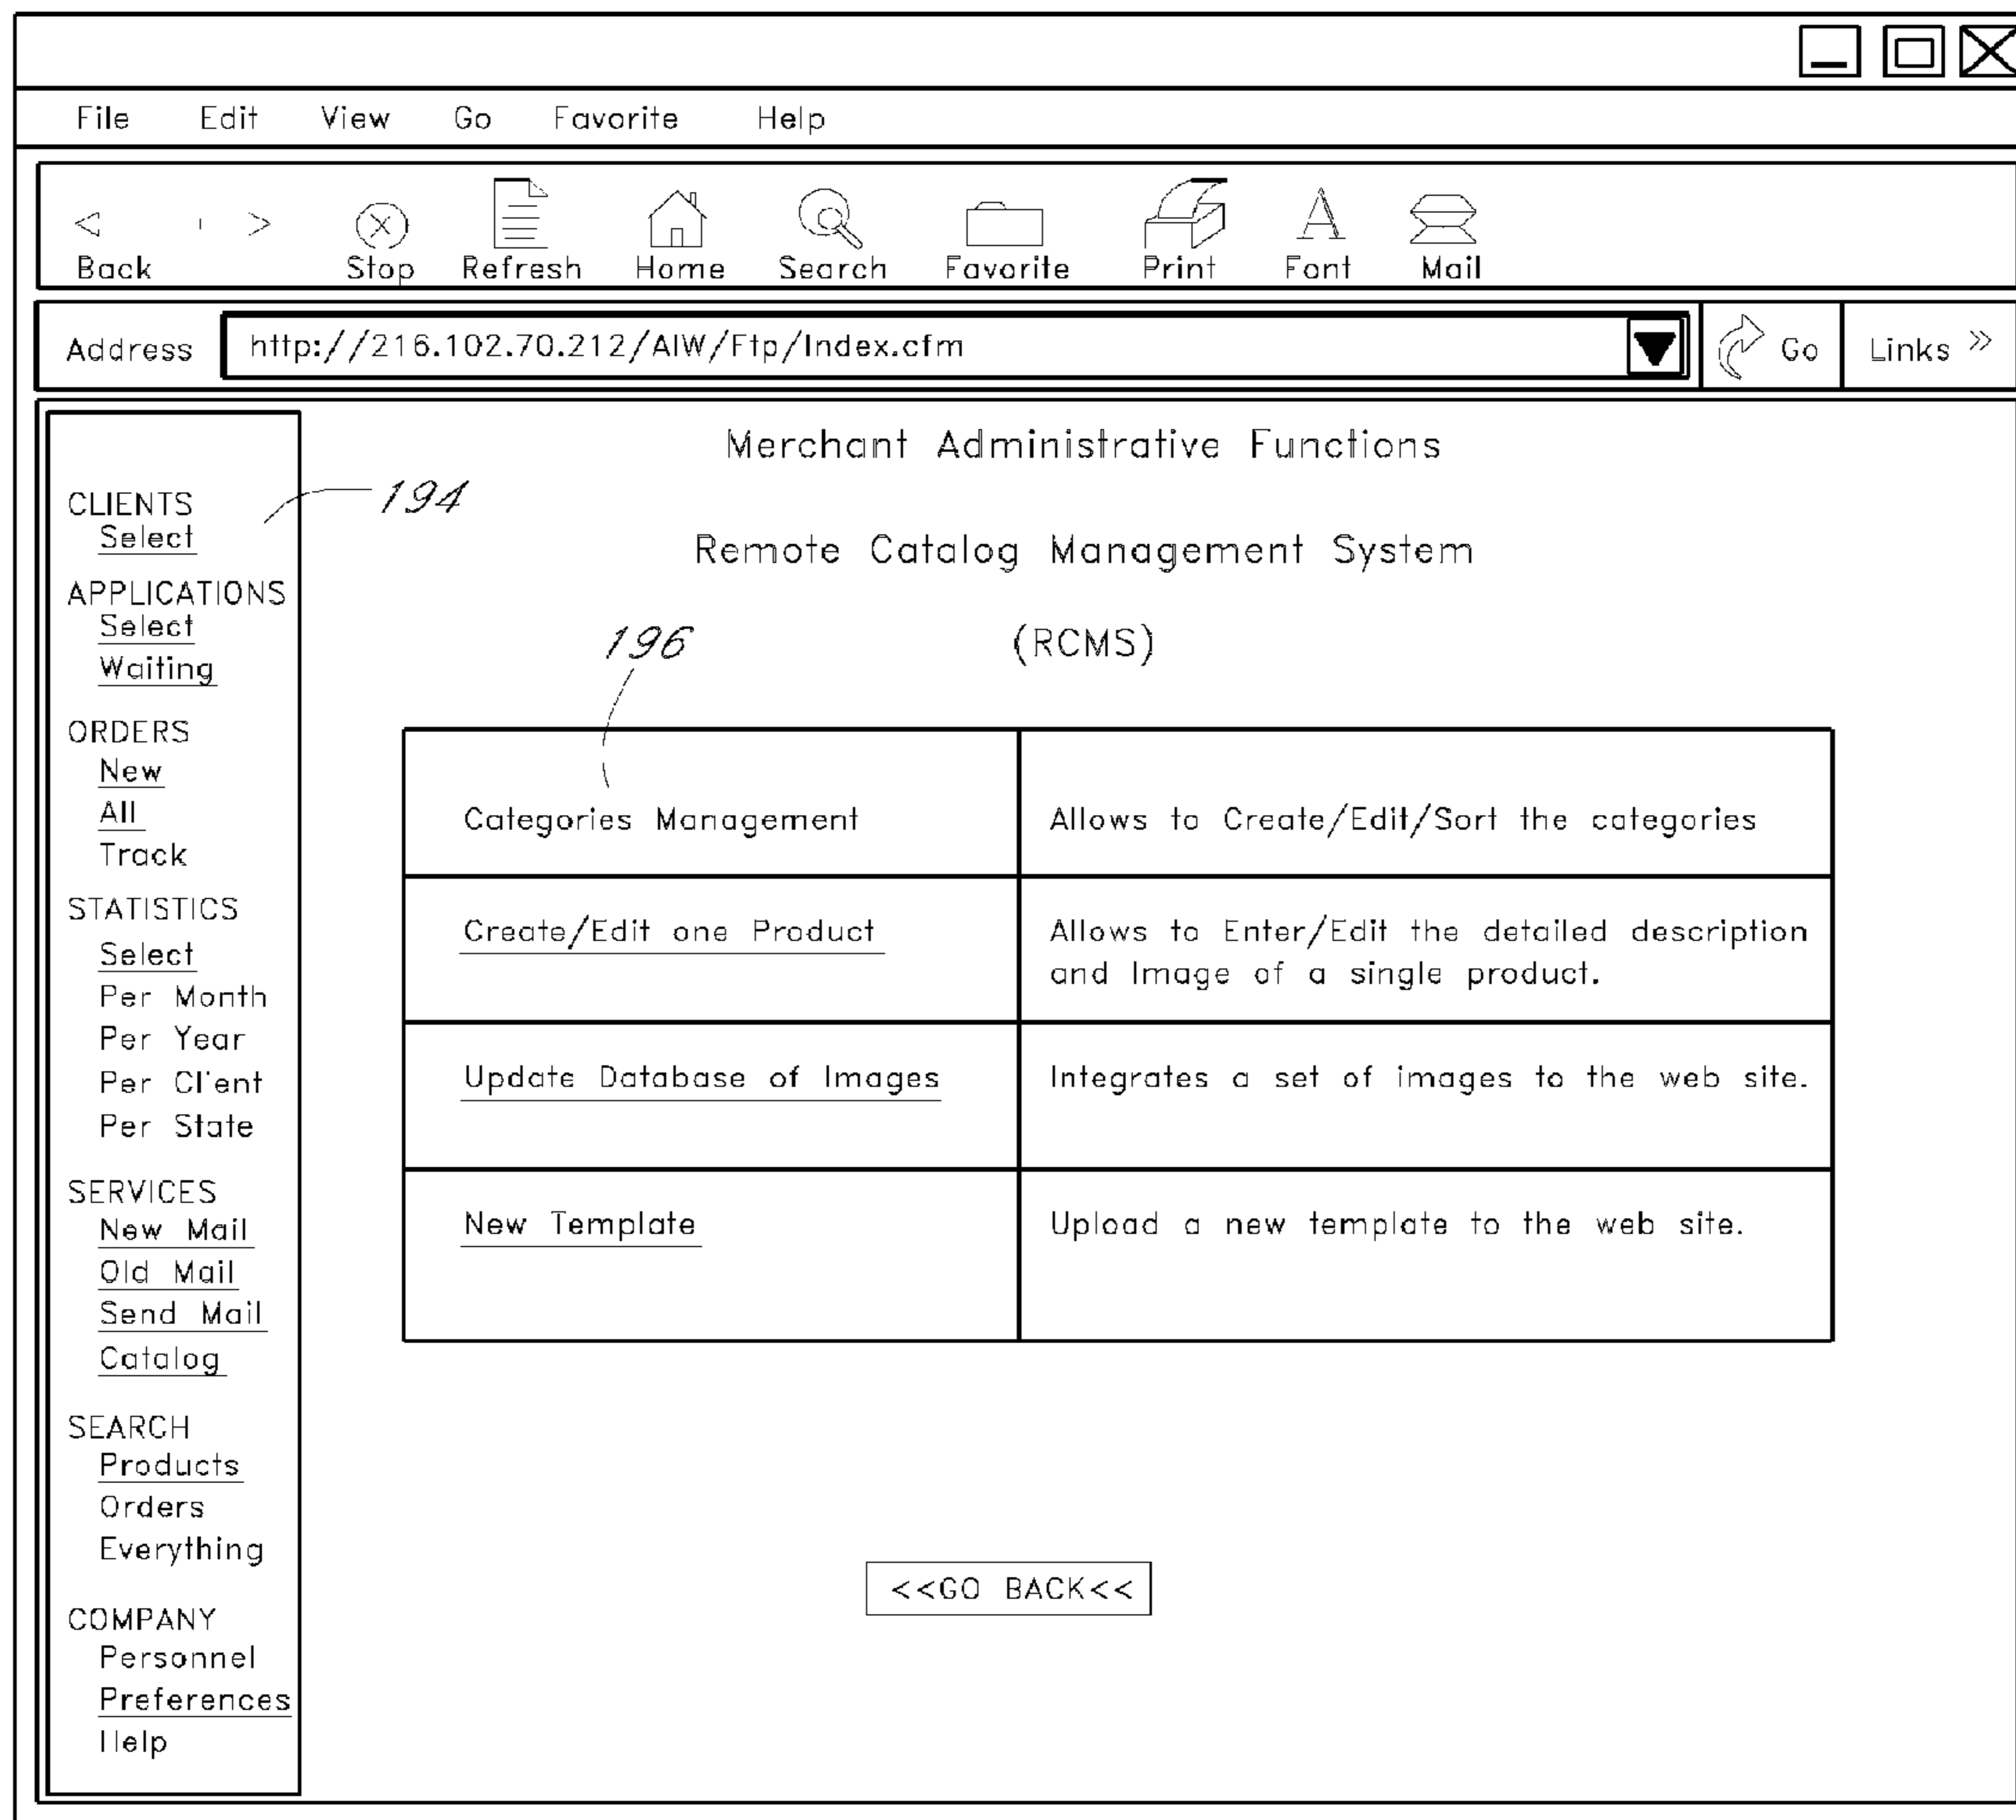 File Edit View Go Favorite Help
Back Stop Refresh Home Search Favorite Print Font Mail
Address http://216.102.70.212/AIW/Ftp/Index.cfm Go Links »
CLIENTS
Select
APPLICATIONS
Select
Waiting
ORDERS
New
All
Track
STATISTICS
Select
Per Month
Per Year
Per Client
Per State
SERVICES
New Mail
Old Mail
Send Mail
Catalog
SEARCH
Products
Orders
Everything
COMPANY
Personnel
Preferences
Help
194
Merchant Administrative Functions
Remote Catalog Management System
(RCMS)
196
Categories Management
Allows to Create/Edit/Sort the categories
Create/Edit one Product
Allows to Enter/Edit the detailed description
and Image of a single product.
Update Database of Images
Integrates a set of images to the web site.
New Template
Upload a new template to the web site.
<<GO BACK<<